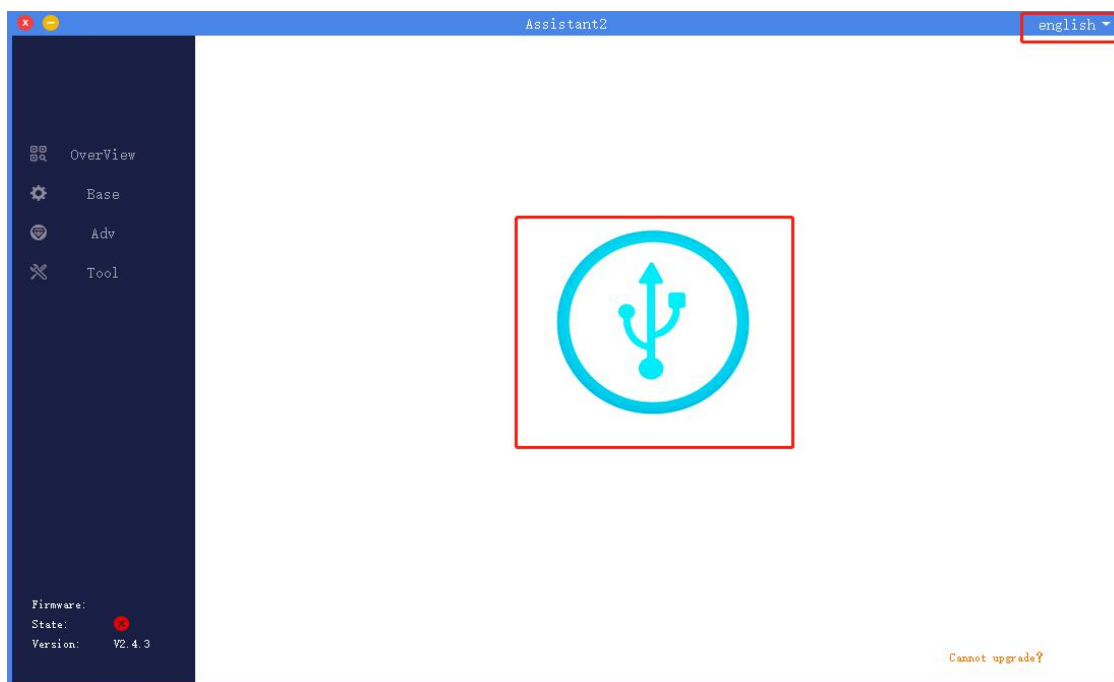 Assistant2
english
OverView
Base
Adv
Tool
Firmware:
State:
Version: V2.4.3
Cannot upgrade?